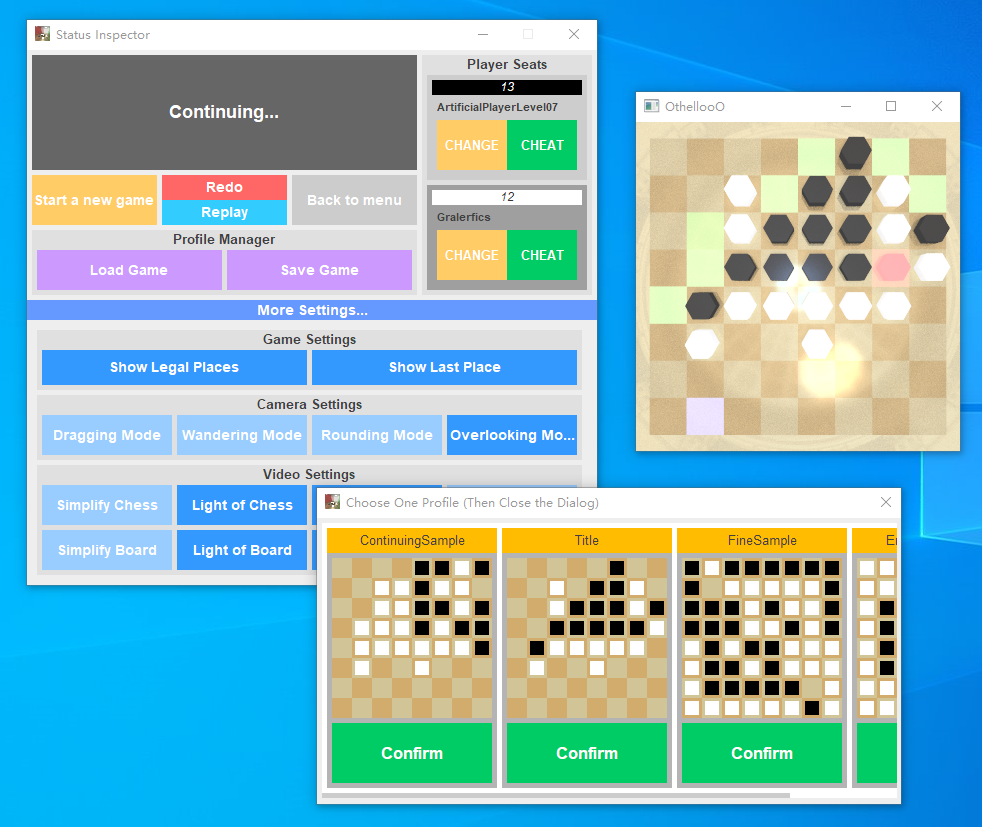 Status Inspector
Continuing...
Start a new game
Redo
Replay
Back to menu
Profile Manager
Load Game
Save Game
Player Seats
13
ArtificialPlayerLevel07
CHANGE
CHEAT
12
Gralerfics
CHANGE
CHEAT
More Settings...
Game Settings
Show Legal Places
Show Last Place
Camera Settings
Dragging Mode
Wandering Mode
Rounding Mode
Overlooking Mo...
Video Settings
Simplify Chess
Light of Chess
Simplify Board
Light of Board
OthellooO
Choose One Profile (Then Close the Dialog)
ContinuingSample
Title
FineSample
Confirm
Confirm
Confirm